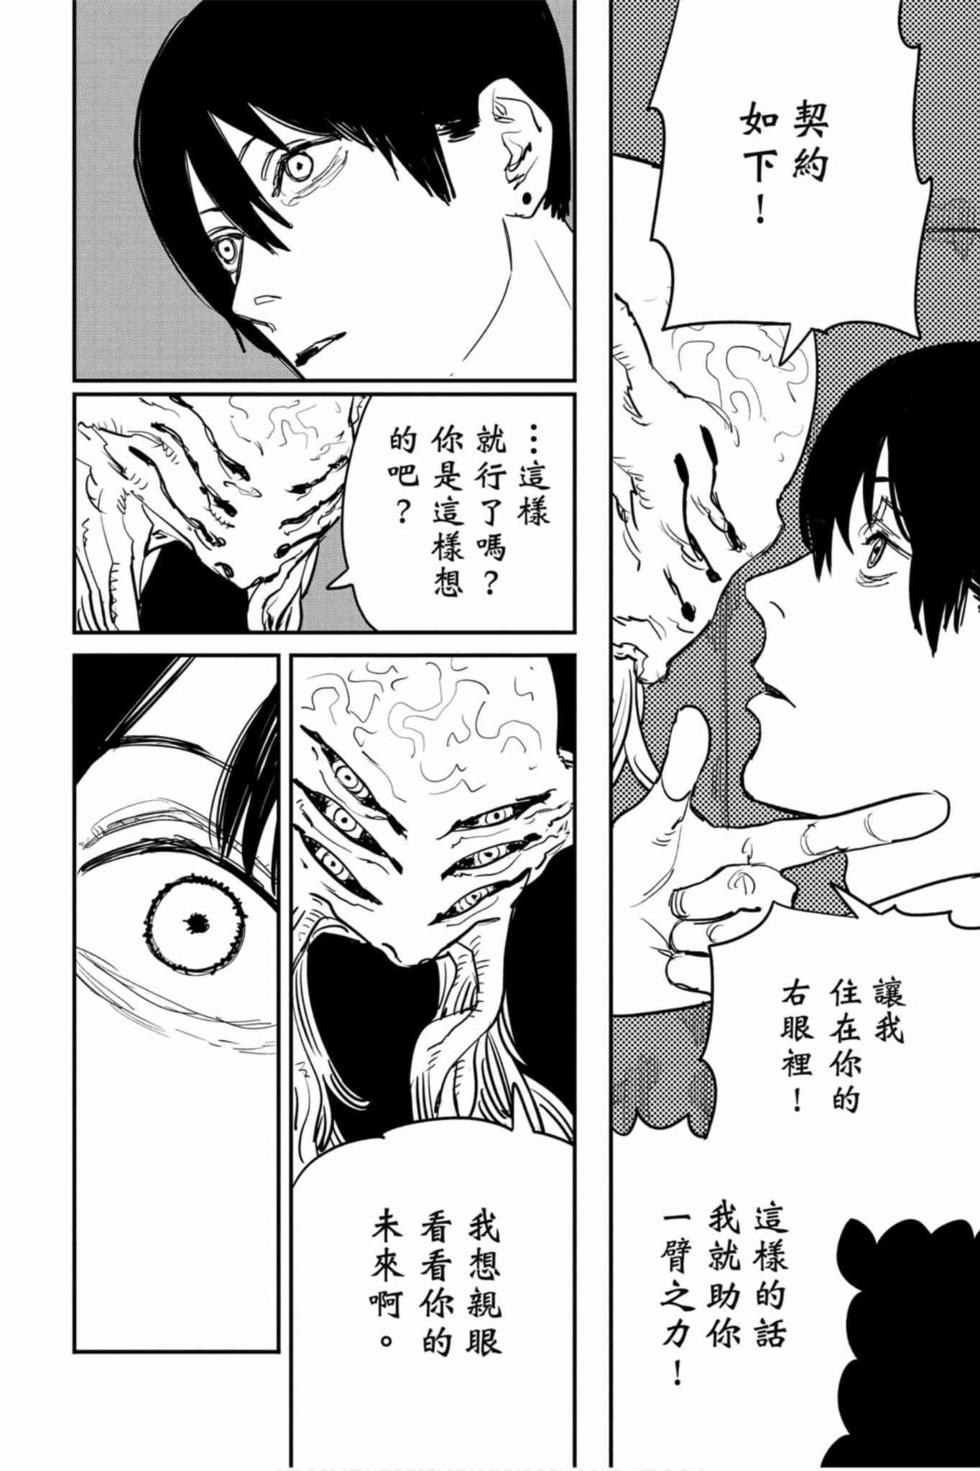 契約
如下！
讓我
住在你的
右眼裡！
這樣的話
我就助你
一臂之力！
…這樣
就行了嗎？
你是這樣想
的吧？
我想親眼
看看你的
未來啊。